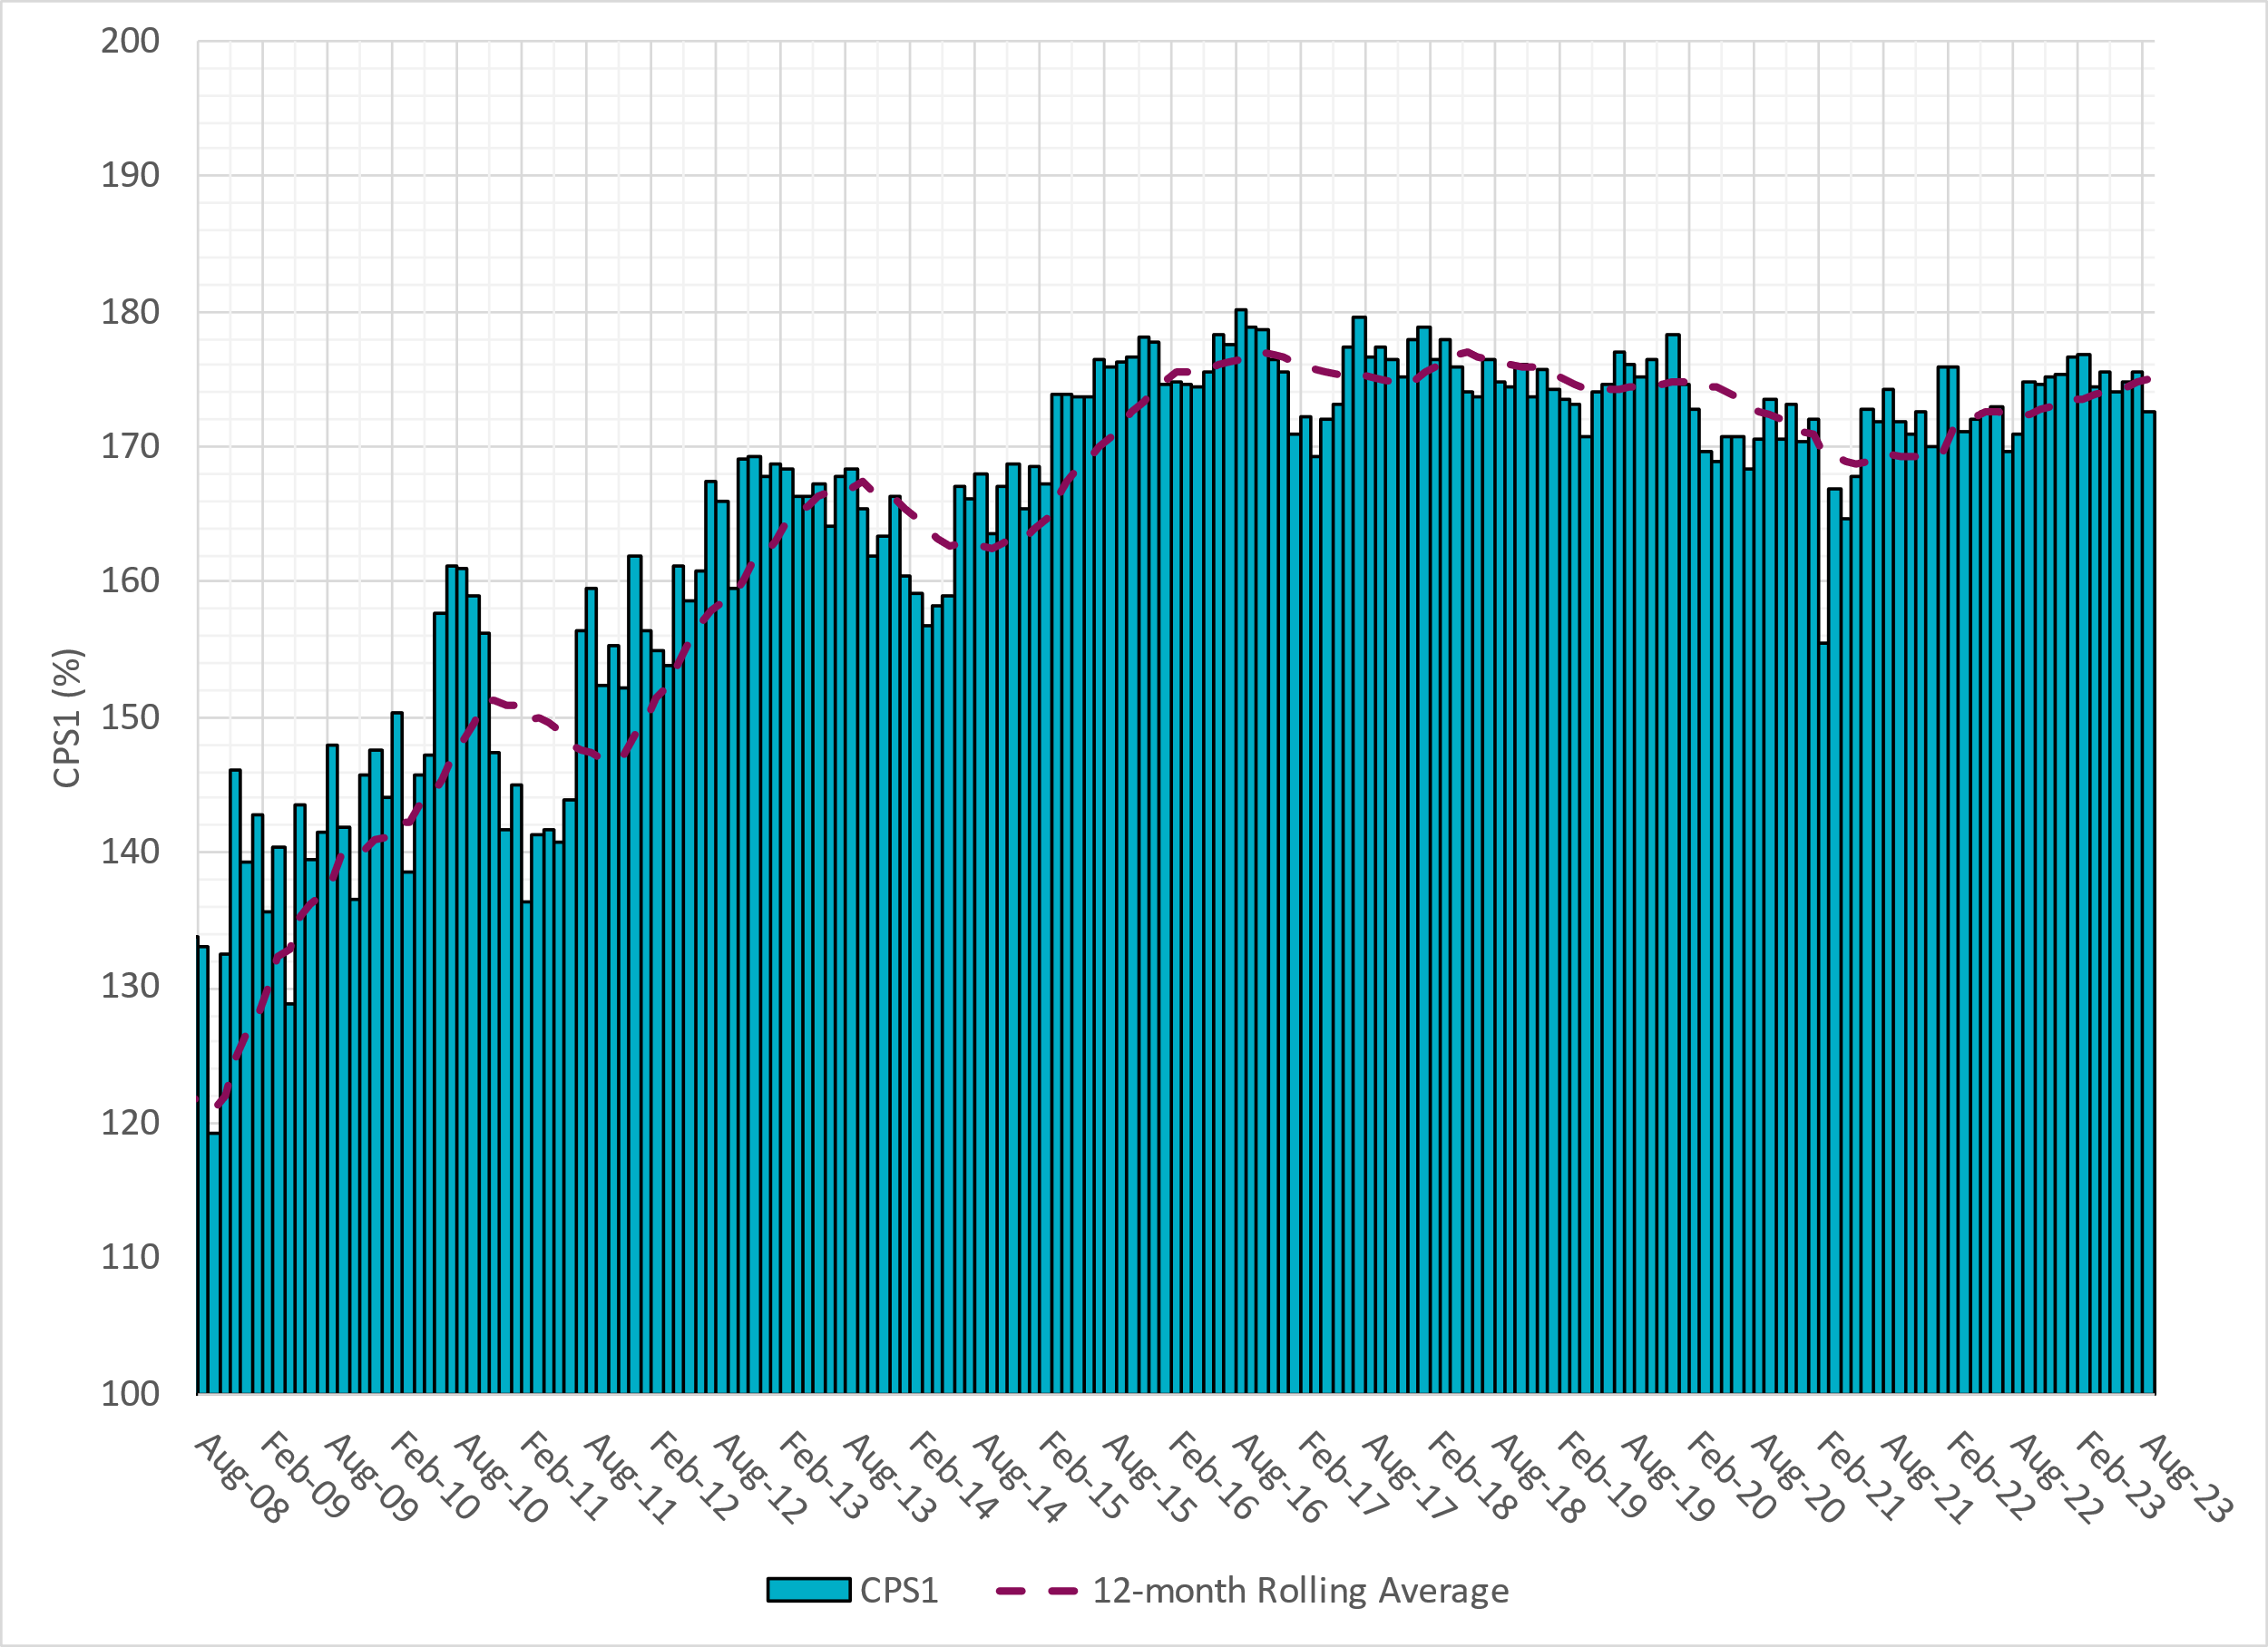 200
190
180
170
160
150
140
130
120
110
100
CPS1 (%)
Aug-08
Feb-09
Aug-09
Feb-10
Aug-10
Feb-11
Aug-11
Feb-12
Aug-12
Feb-13
Aug-13
Feb-14
Aug-14
Feb-15
Aug-15
Feb-16
Aug-16
Feb-17
Aug-17
Feb-18
Aug-18
Feb-19
Aug-19
Feb-20
Aug-20
Feb-21
Aug-21
Feb-22
Aug-22
Feb-23
Aug-23
CPS1
12-month Rolling Average